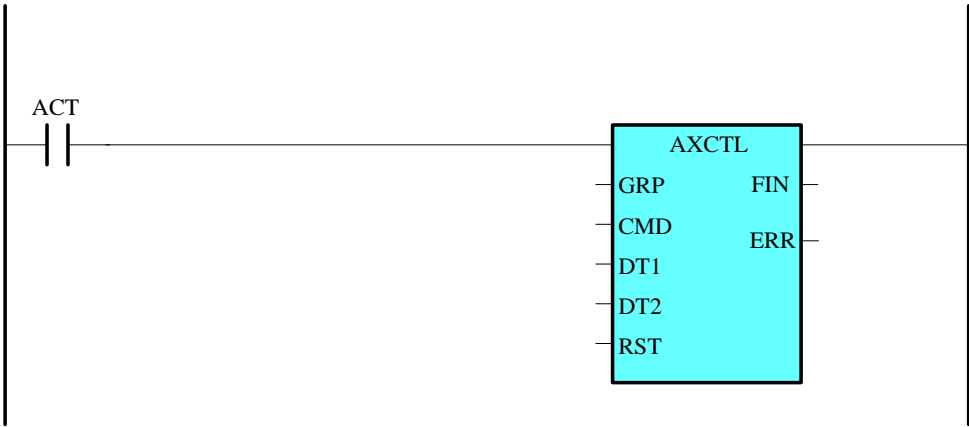 ACT
AXCTL
GRP FIN
CMD
ERR
DT1
DT2
RST